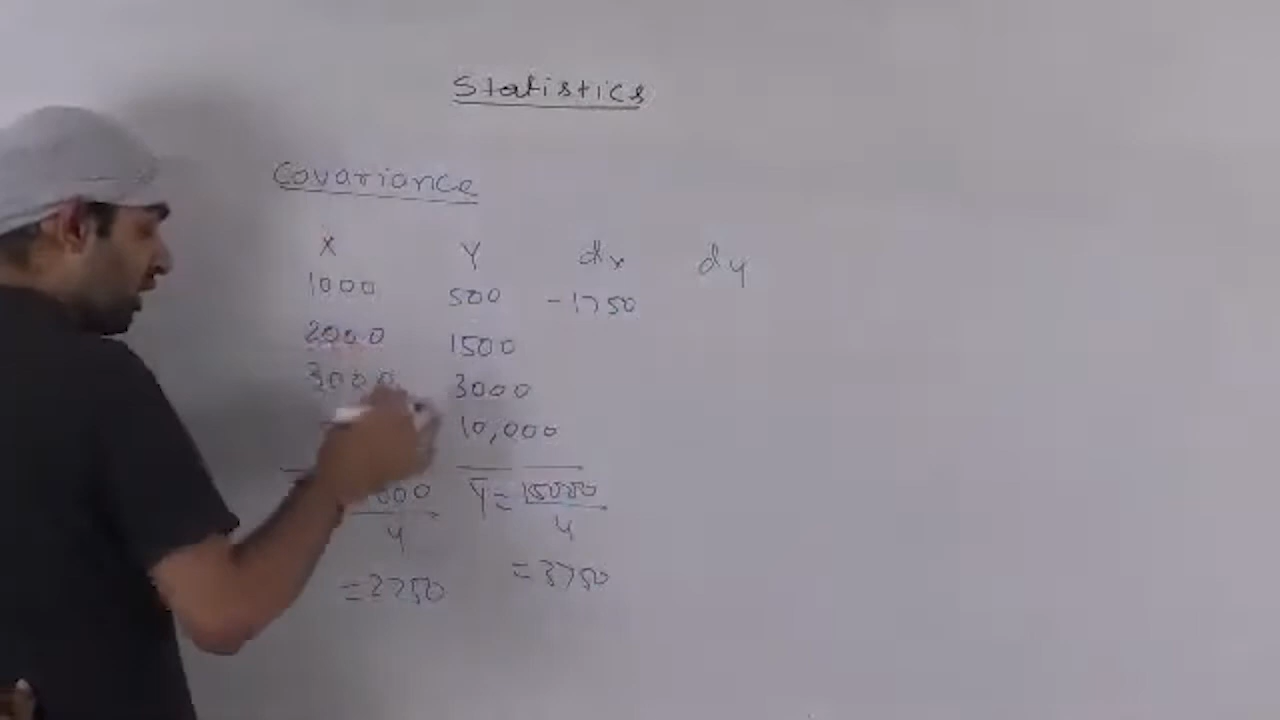 Statistics
Covariance
X Y dx dy
1000 500 -1750
2000 1500
3000 3000
10,000
000 Ȳ = 15000
4 4
=2750 =3750